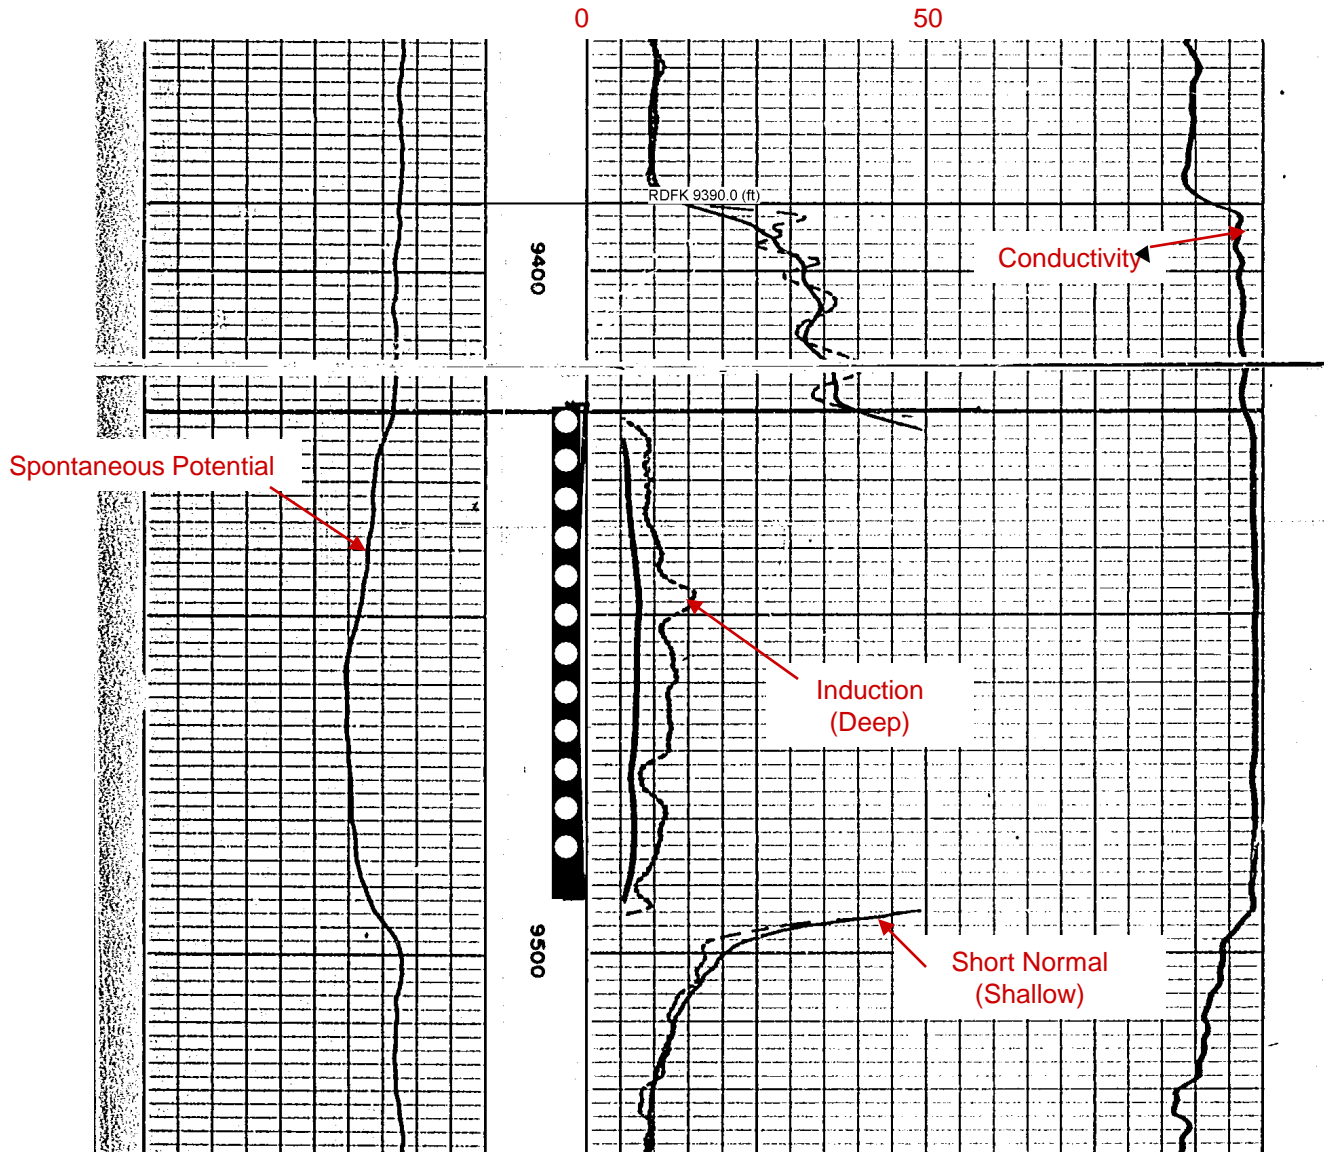 0
50
RDFK 9390.0 (ft)
9400
Conductivity
Spontaneous Potential
Induction
(Deep)
9500
Short Normal
(Shallow)